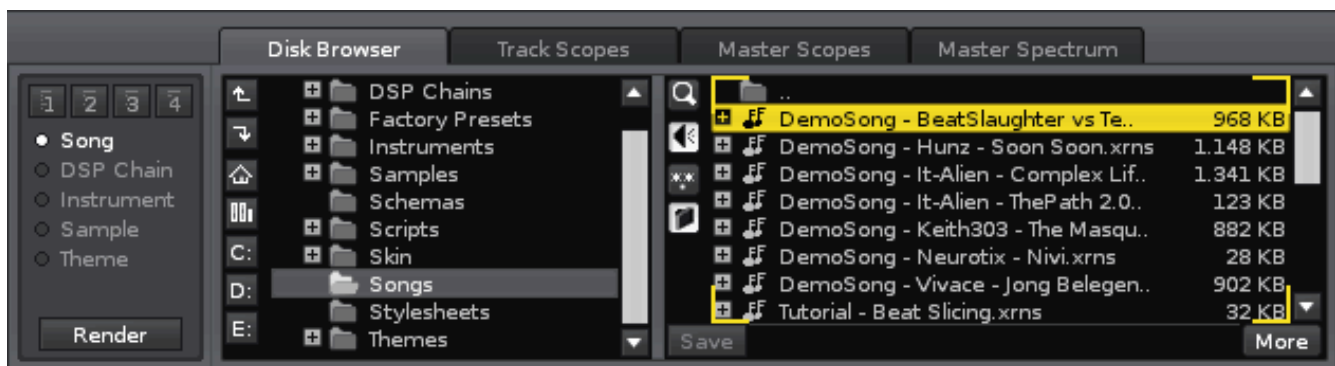 Disk Browser
Track Scopes
Master Scopes
Master Spectrum
1 2 3 4
Song
DSP Chain
Instrument
Sample
Theme
Render
C:
D:
E:
DSP Chains
Factory Presets
Instruments
Samples
Schemas
Scripts
Skin
Songs
Stylesheets
Themes
..
DemoSong - BeatSlaughter vs Te.. 968 KB
DemoSong - Hunz - Soon Soon.xrns 1.148 KB
DemoSong - It-Alien - Complex Lif.. 1.341 KB
DemoSong - It-Alien - ThePath 2.0.. 123 KB
DemoSong - Keith303 - The Masqu.. 882 KB
DemoSong - Neurotix - Nivi.xrns 28 KB
DemoSong - Vivace - Jong Belegen.. 902 KB
Tutorial - Beat Slicing.xrns 32 KB
Save
More